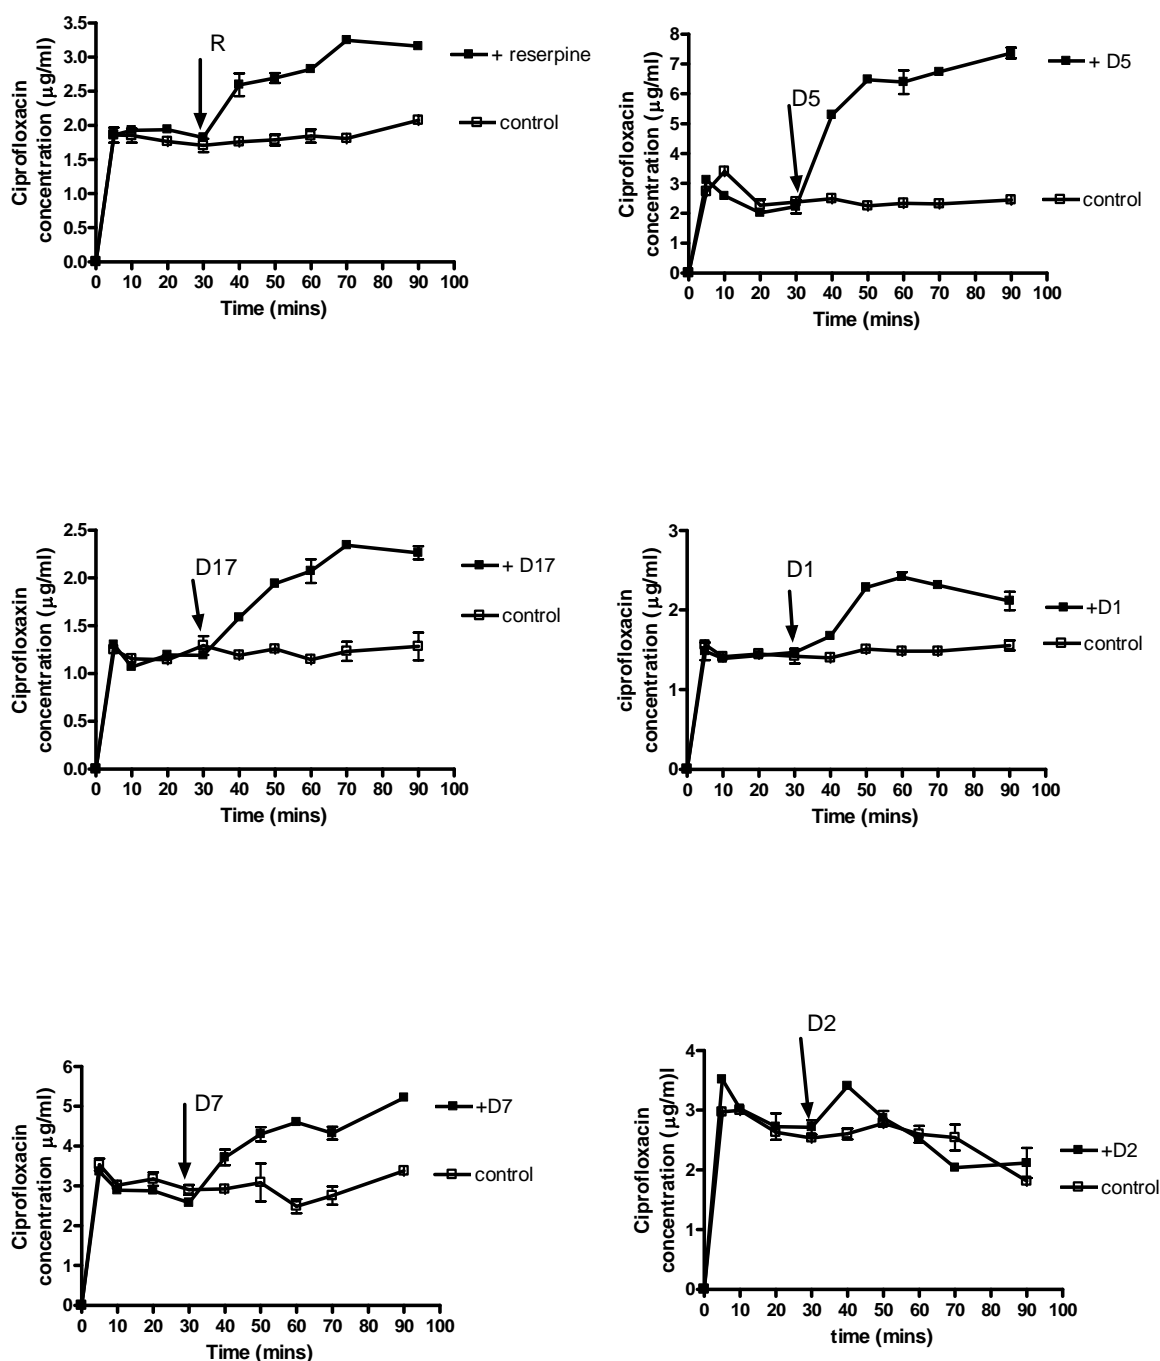 Ciprofloxacin
concentration (μg/ml)
3.5
3.0
2.5
2.0
1.5
1.0
0.5
0.0
R
+ reserpine
control
0 10 20 30 40 50 60 70 80 90 100
Time (mins)
Ciprofloxacin
concentration (μg/ml)
8
7
6
5
4
3
2
1
0
D5
+ D5
control
0 10 20 30 40 50 60 70 80 90 100
Time (mins)
Ciprofloxaxin
concentration (μg/ml)
2.5
2.0
1.5
1.0
0.5
0.0
D17
+ D17
control
0 10 20 30 40 50 60 70 80 90 100
Time (mins)
ciprofloxacin
concentration (μg/ml)
3
2
1
0
D1
+D1
control
0 10 20 30 40 50 60 70 80 90 100
Time (mins)
Ciprofloxacin
concentration μg/ml)
6
5
4
3
2
1
0
D7
+D7
control
0 10 20 30 40 50 60 70 80 90 100
Time (mins)
Ciprofloxacin
concentration (μg/m)l
4
3
2
1
0
D2
+D2
control
0 10 20 30 40 50 60 70 80 90 100
time (mins)